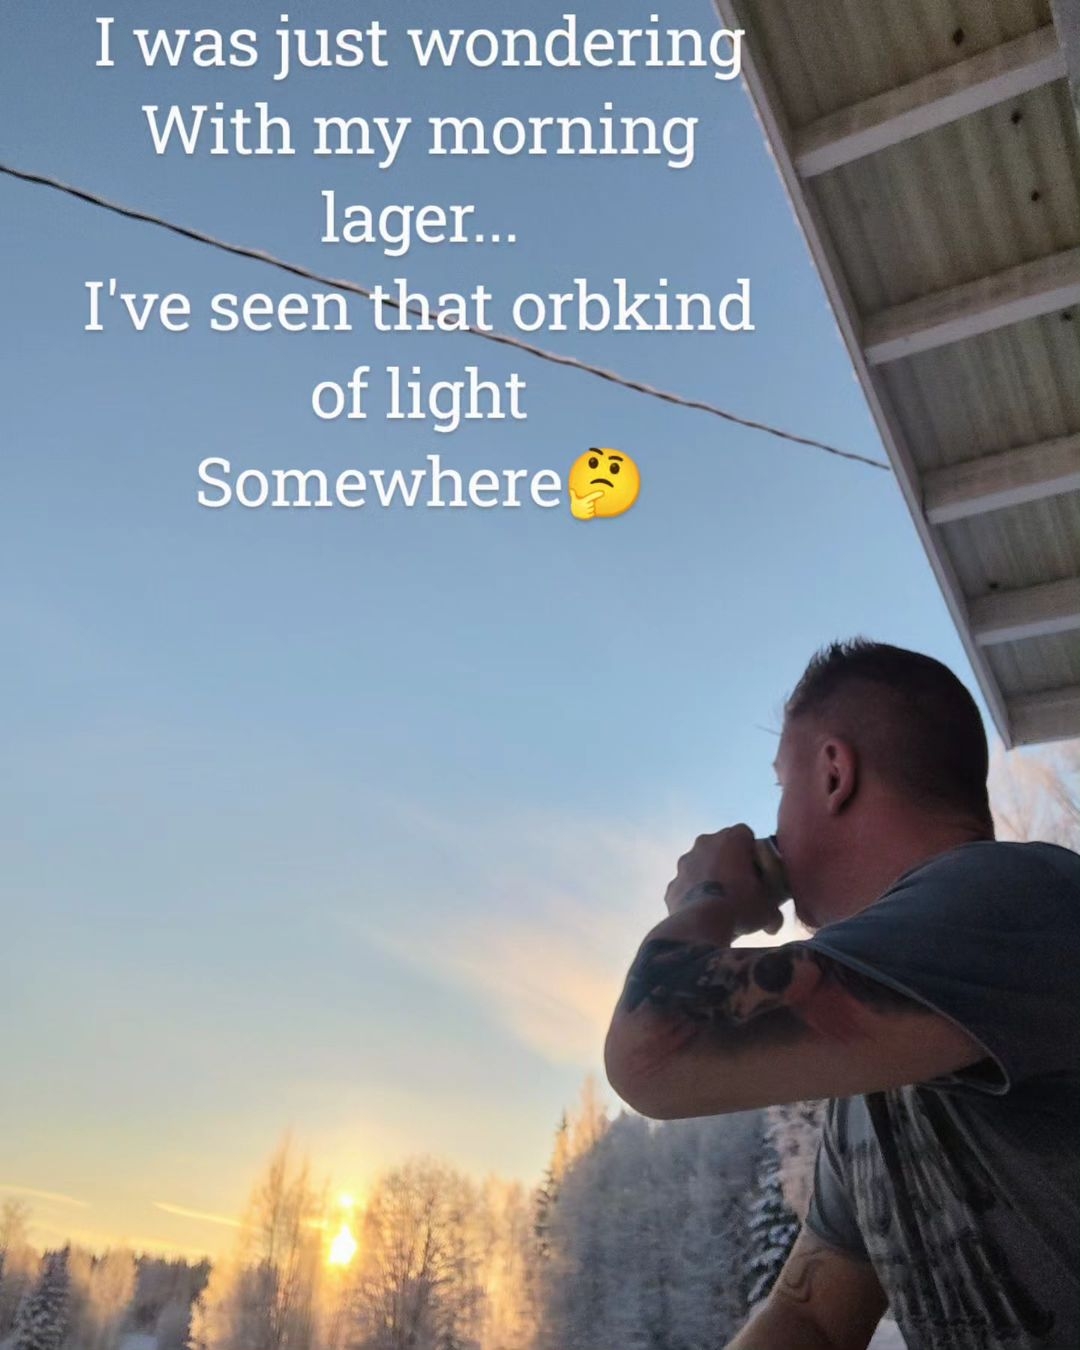 I was just wondering
With my morning
lager...
I've seen that orbkind
of light
Somewhere🤔